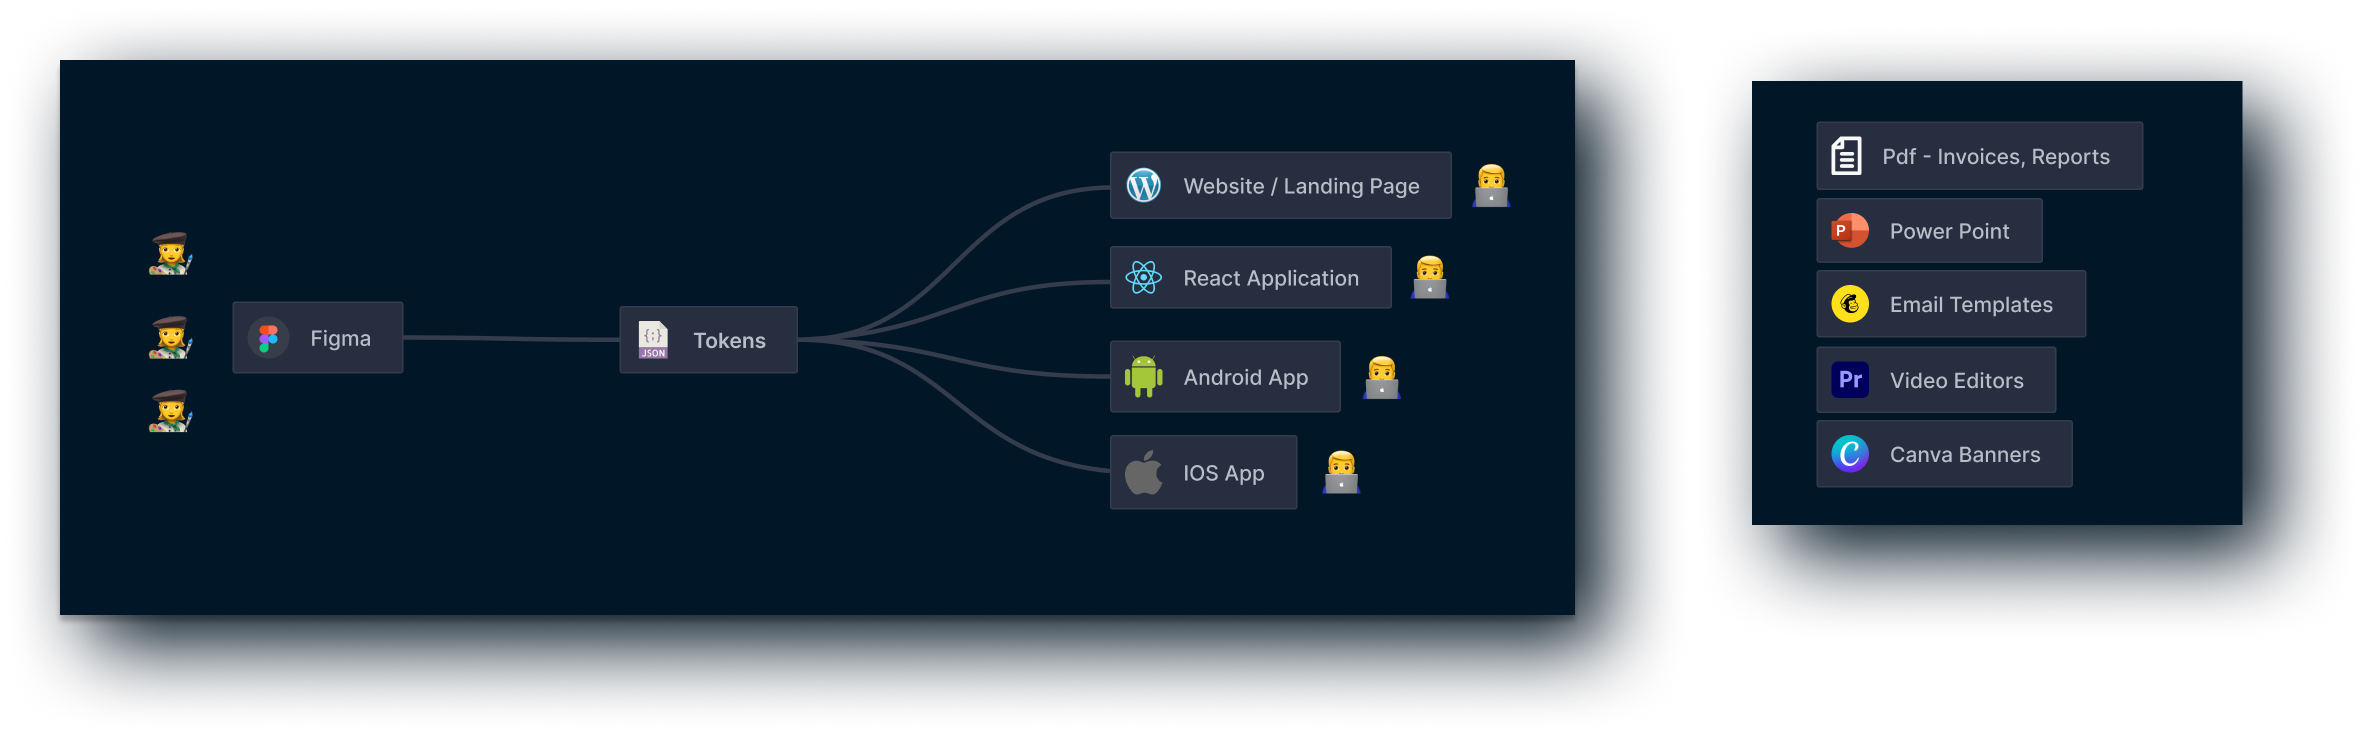 Figma
{:}
JSON
Tokens
Website / Landing Page
React Application
Android App
IOS App
Pdf - Invoices, Reports
P
Power Point
Email Templates
Pr
Video Editors
C
Canva Banners